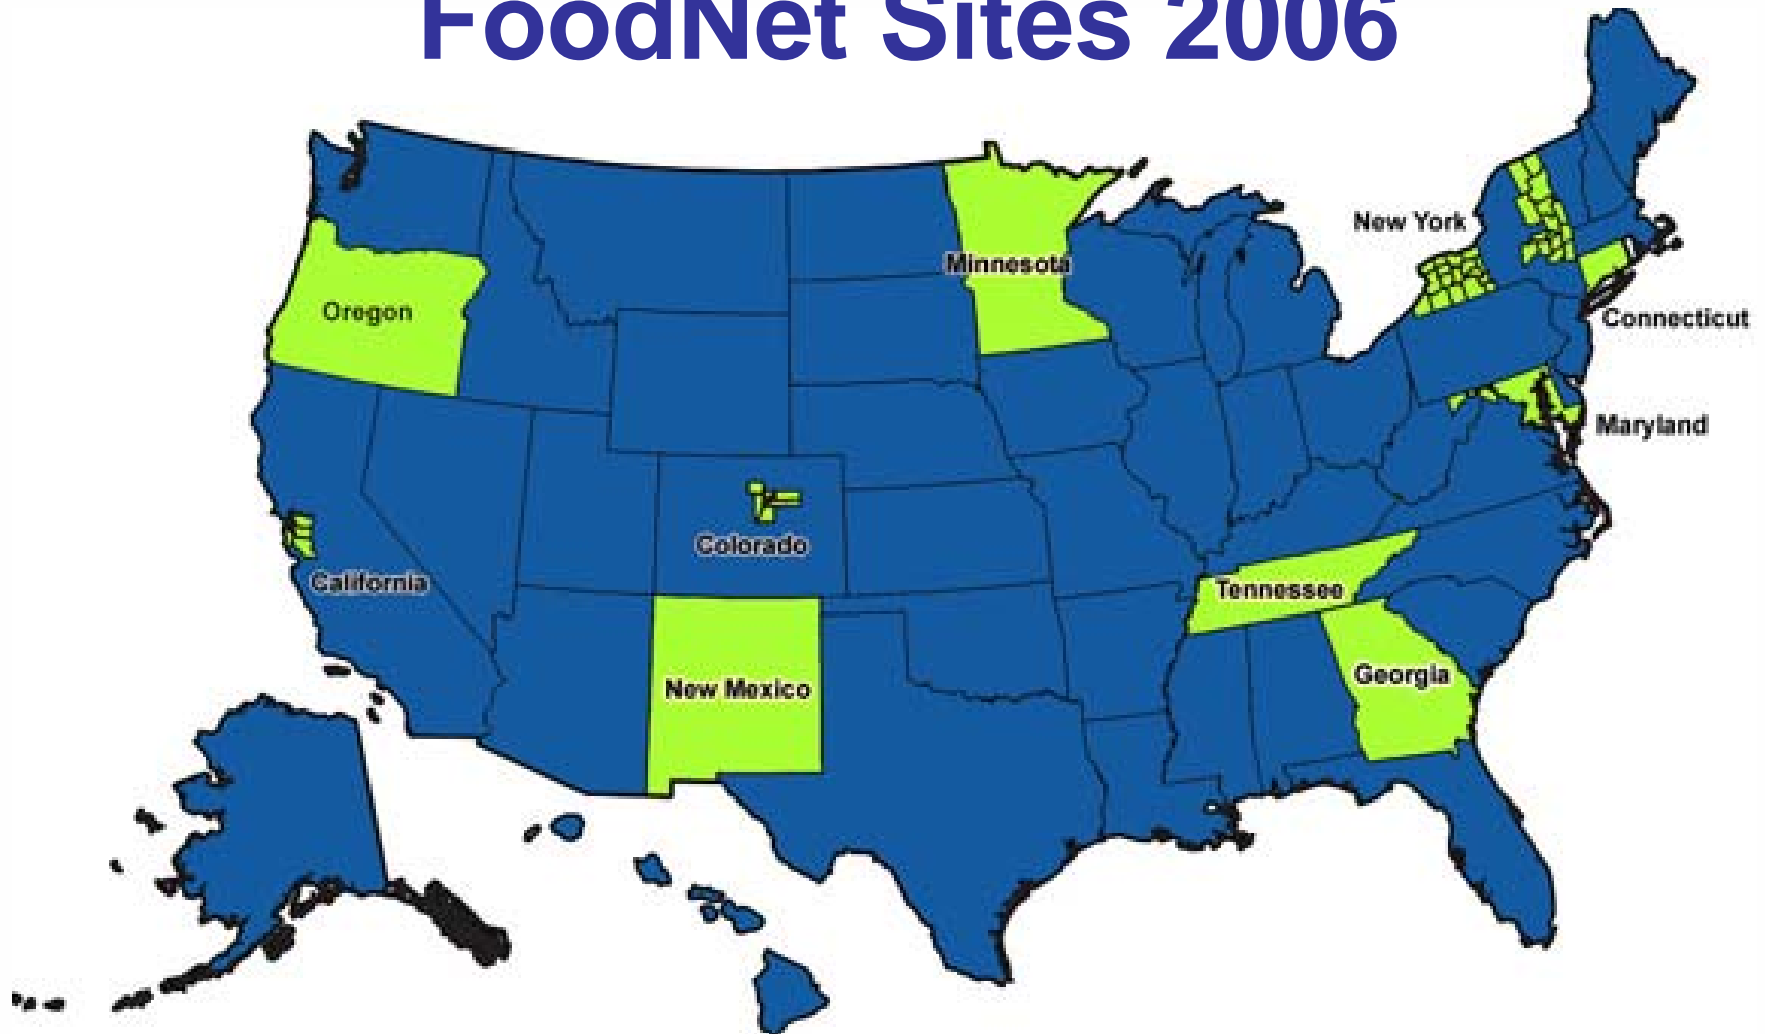 FoodNet Sites 2006
New York
Minnesota
Oregon
Connecticut
Maryland
Colorado
California
Tennessee
Georgia
New Mexico